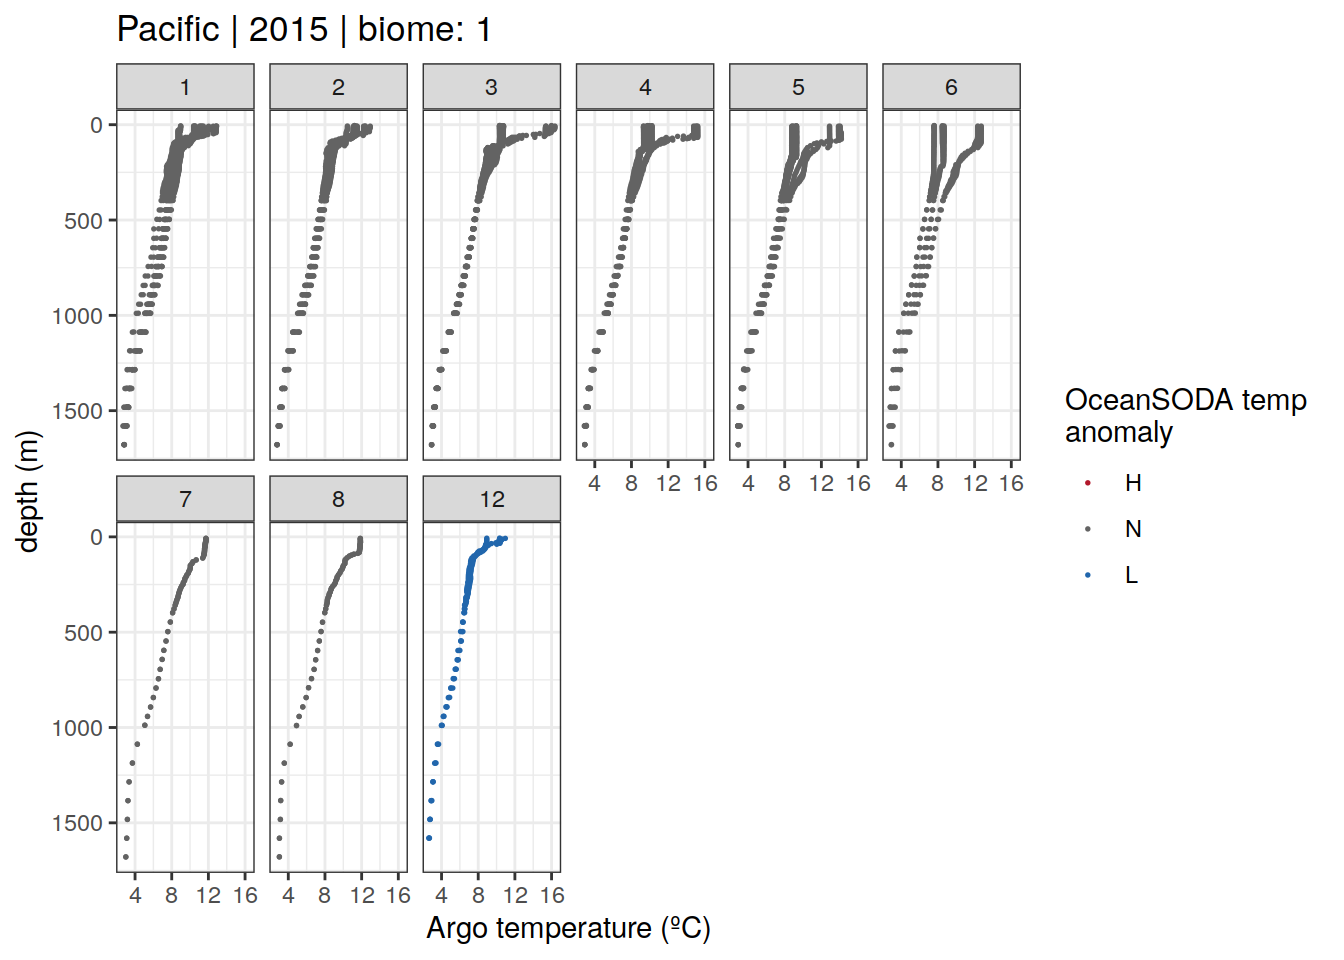 Pacific | 2015 | biome: 1
1 2 3 4 5 6
0
500
1000
1500
4 8 12 16 4 8 12 16 4 8 12 16
7 8 12
0
500
1000
1500
4 8 12 16 4 8 12 16 4 8 12 16
depth (m)
Argo temperature (ºC)
OceanSODA temp
anomaly
H
N
L